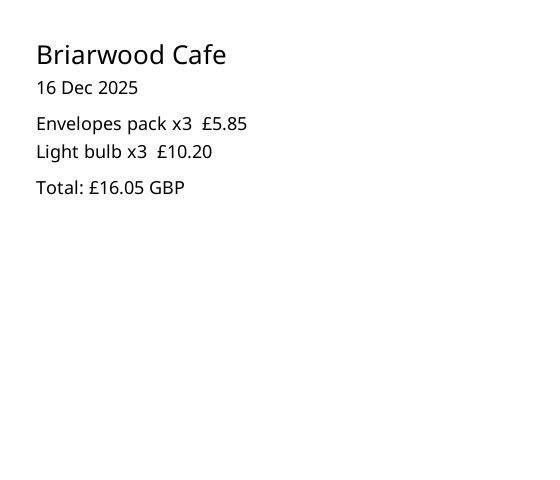 Briarwood Cafe
16 Dec 2025
Envelopes pack x3  £5.85
Light bulb x3  £10.20
Total: £16.05 GBP